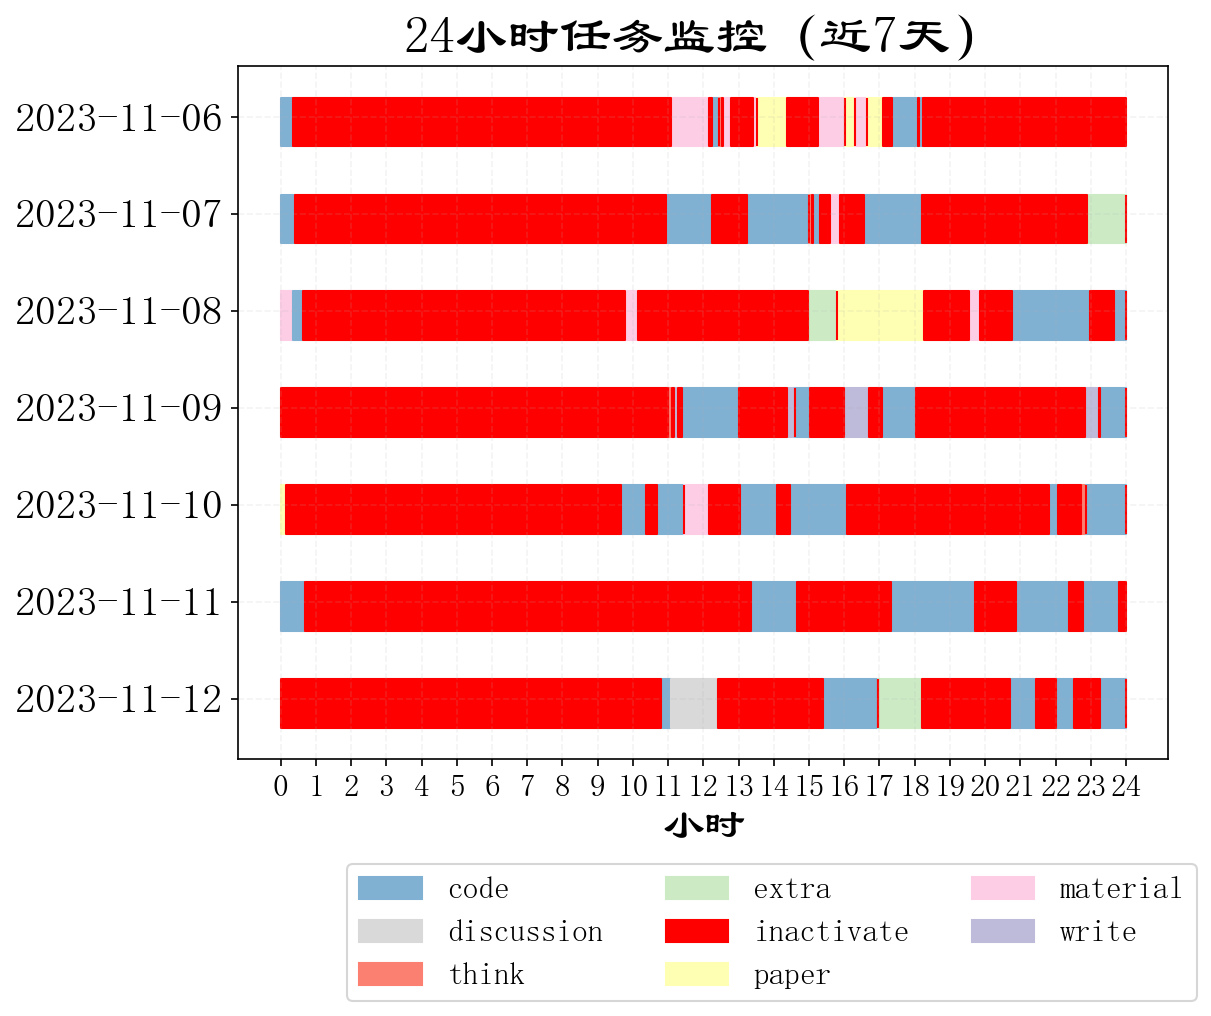 24小时任务监控 (近7天)
2023-11-06
2023-11-07
2023-11-08
2023-11-09
2023-11-10
2023-11-11
2023-11-12
0 1 2 3 4 5 6 7 8 9 10 11 12 13 14 15 16 17 18 19 20 21 22 23 24
小时
code extra material
discussion inactivate write
think paper